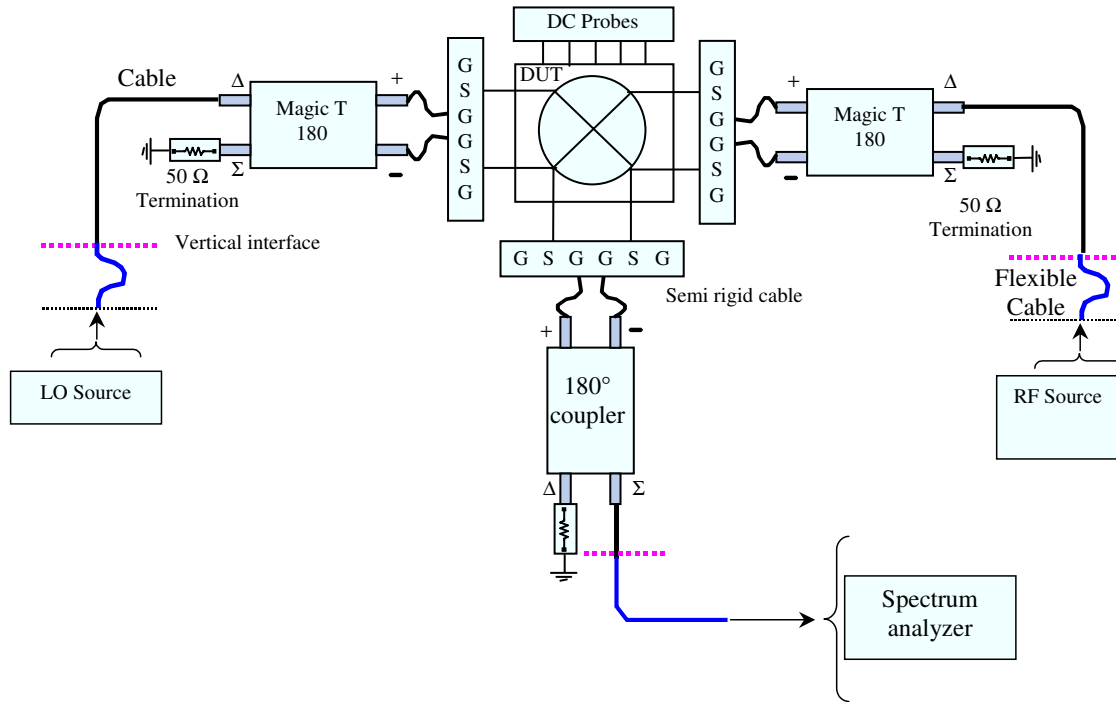 DC Probes
DUT
Cable
Δ
+
Magic T
180
Σ
-
50 Ω
Termination
Vertical interface
LO Source
G
S
G
G
S
G
G
S
G
G
S
G
+
Magic T
180
Δ
-
Σ
50 Ω
Termination
Flexible
Cable
RF Source
G S G G S G
Semi rigid cable
+
-
180°
coupler
Δ
Σ
Spectrum
analyzer